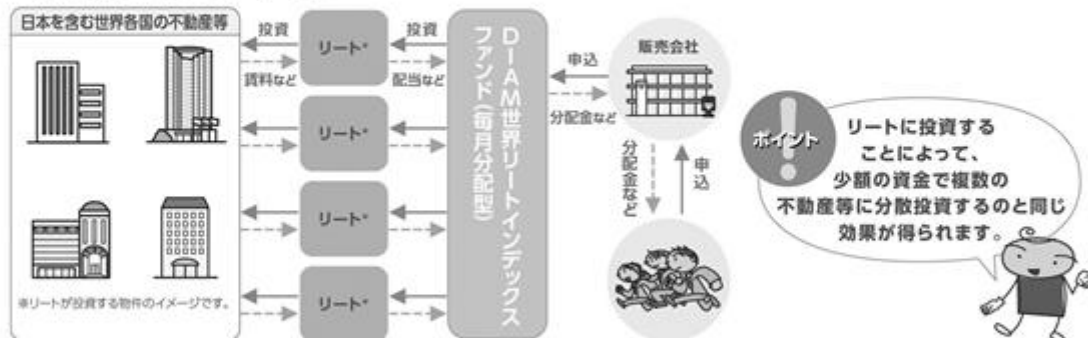 日本を含む世界各国の不動産等
※リートが投資する物件のイメージです。
投資
賃料など
リート*
リート*
リート*
リート*
投資
配当など
DIAM世界リートインデックス
ファンド(毎月分配型)
申込
分配金など
販売会社
分配金など
申込
ポイント
リートに投資する
ことによって、
少額の資金で複数の
不動産等に分散投資するのと同じ
効果が得られます。